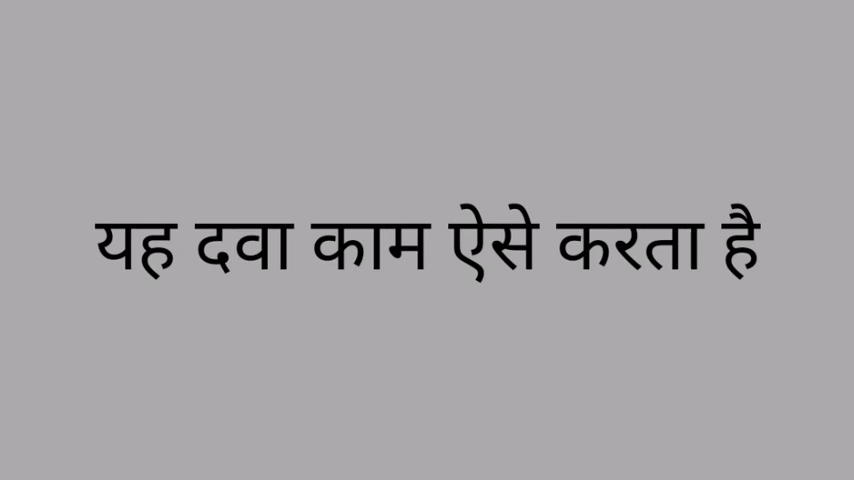 यह दवा काम ऐसे करता है